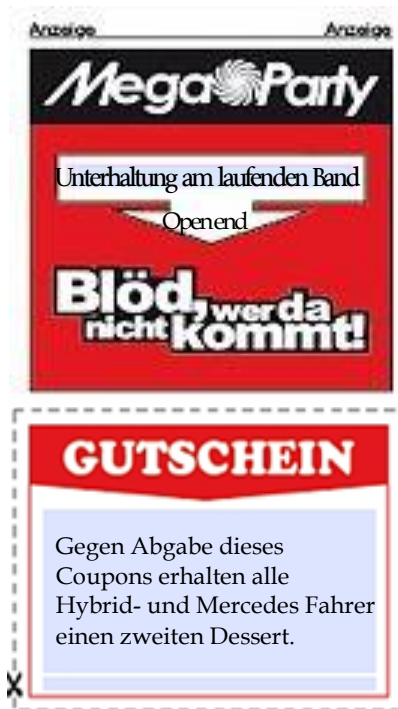 Anzeige Anzeige
MegaParty
Unterhaltung am laufenden Band
Openend
Blöd, wer da
nicht kommt!
GUTSCHEIN
Gegen Abgabe dieses
Coupons erhalten alle
Hybrid- und Mercedes Fahrer
einen zweiten Dessert.